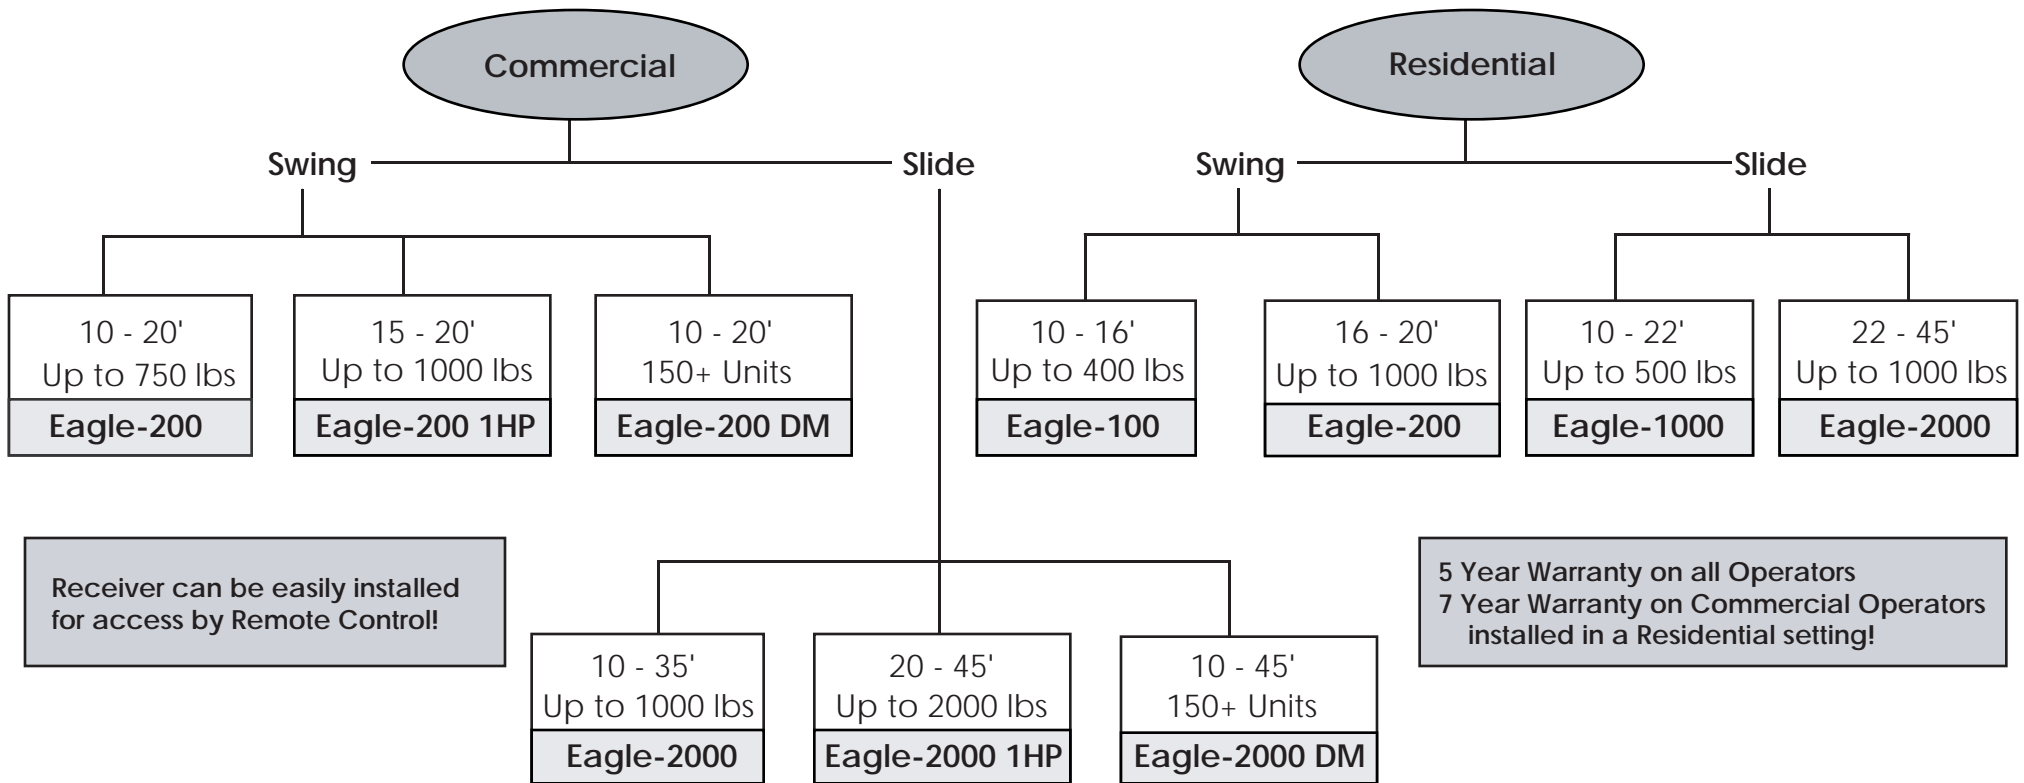 Commercial
Residential
Swing
Slide
Swing
Slide
10 - 20'
Up to 750 lbs
Eagle-200
15 - 20'
Up to 1000 lbs
Eagle-200 1HP
10 - 20'
150+ Units
Eagle-200 DM
10 - 16'
Up to 400 lbs
Eagle-100
16 - 20'
Up to 1000 lbs
Eagle-200
10 - 22'
Up to 500 lbs
Eagle-1000
22 - 45'
Up to 1000 lbs
Eagle-2000
Receiver can be easily installed
for access by Remote Control!
10 - 35'
Up to 1000 lbs
Eagle-2000
20 - 45'
Up to 2000 lbs
Eagle-2000 1HP
10 - 45'
150+ Units
Eagle-2000 DM
5 Year Warranty on all Operators
7 Year Warranty on Commercial Operators
installed in a Residential setting!